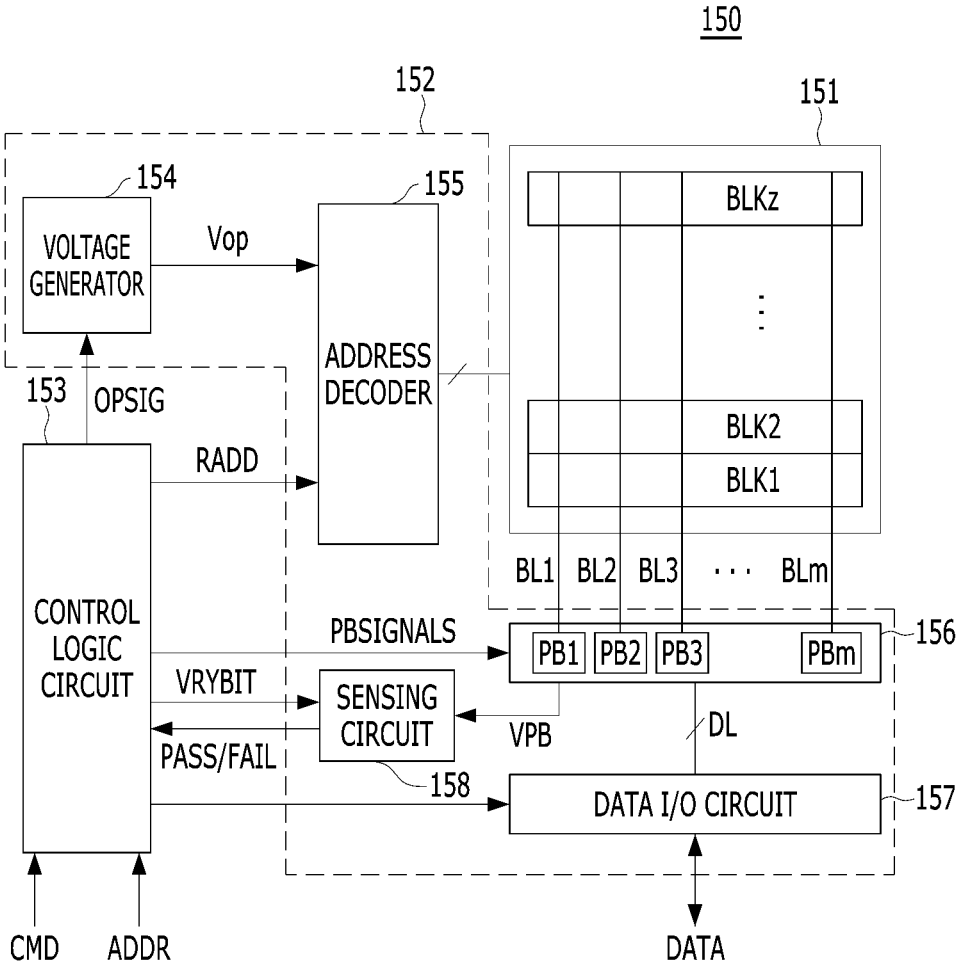 150
152
151
154
155
VOLTAGE
GENERATOR
Vop
BLKz
ADDRESS
DECODER
153
OPSIG
RADD
BLK2
BLK1
BL1
BL2
BL3
BLm
CONTROL
LOGIC
CIRCUIT
PBSIGNALS
PB1
PB2
PB3
PBm
156
VRYBIT
SENSING
CIRCUIT
VPB
DL
PASS/FAIL
158
DATA I/O CIRCUIT
157
CMD
ADDR
DATA